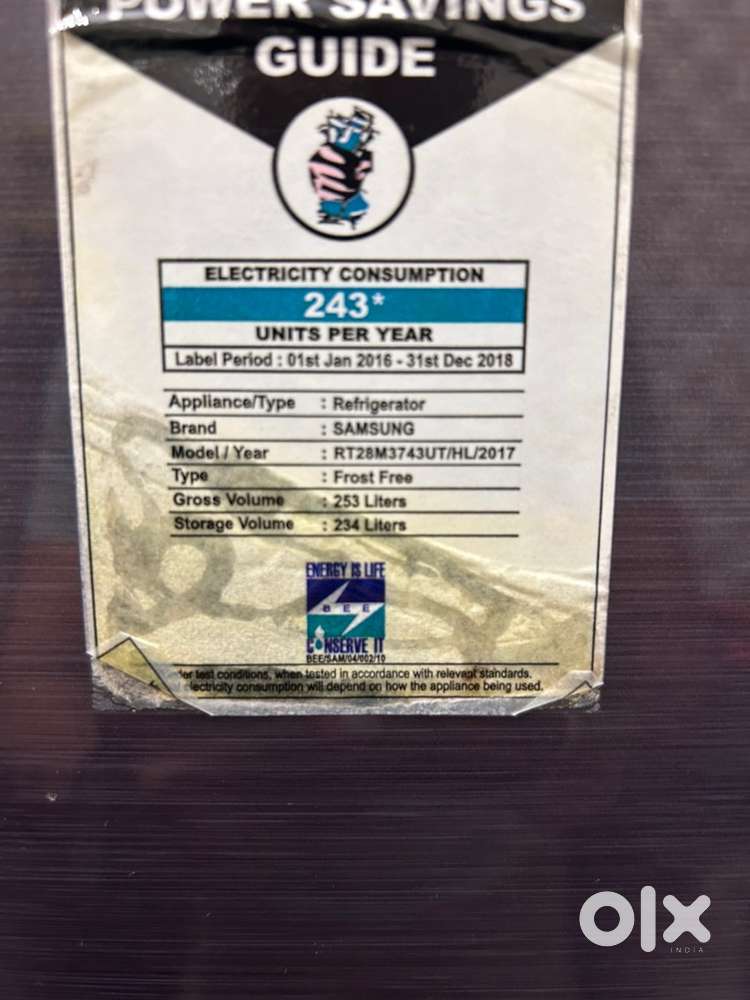 POWER SAVINGS
GUIDE
ELECTRICITY CONSUMPTION
243*
UNITS PER YEAR
Label Period : 01st Jan 2016 - 31st Dec 2018
Appliance/Type : Refrigerator
Brand : SAMSUNG
Model / Year : RT28M3743UT/HL/2017
Type : Frost Free
Gross Volume : 253 Liters
Storage Volume : 234 Liters
ENERGY IS LIFE
BEE
CONSERVE IT
BEE/SAM/04/002/10
test conditions, when tested in accordance with relevant standards.
electricity consumption will depend on how the appliance being used.
olx
INDIA